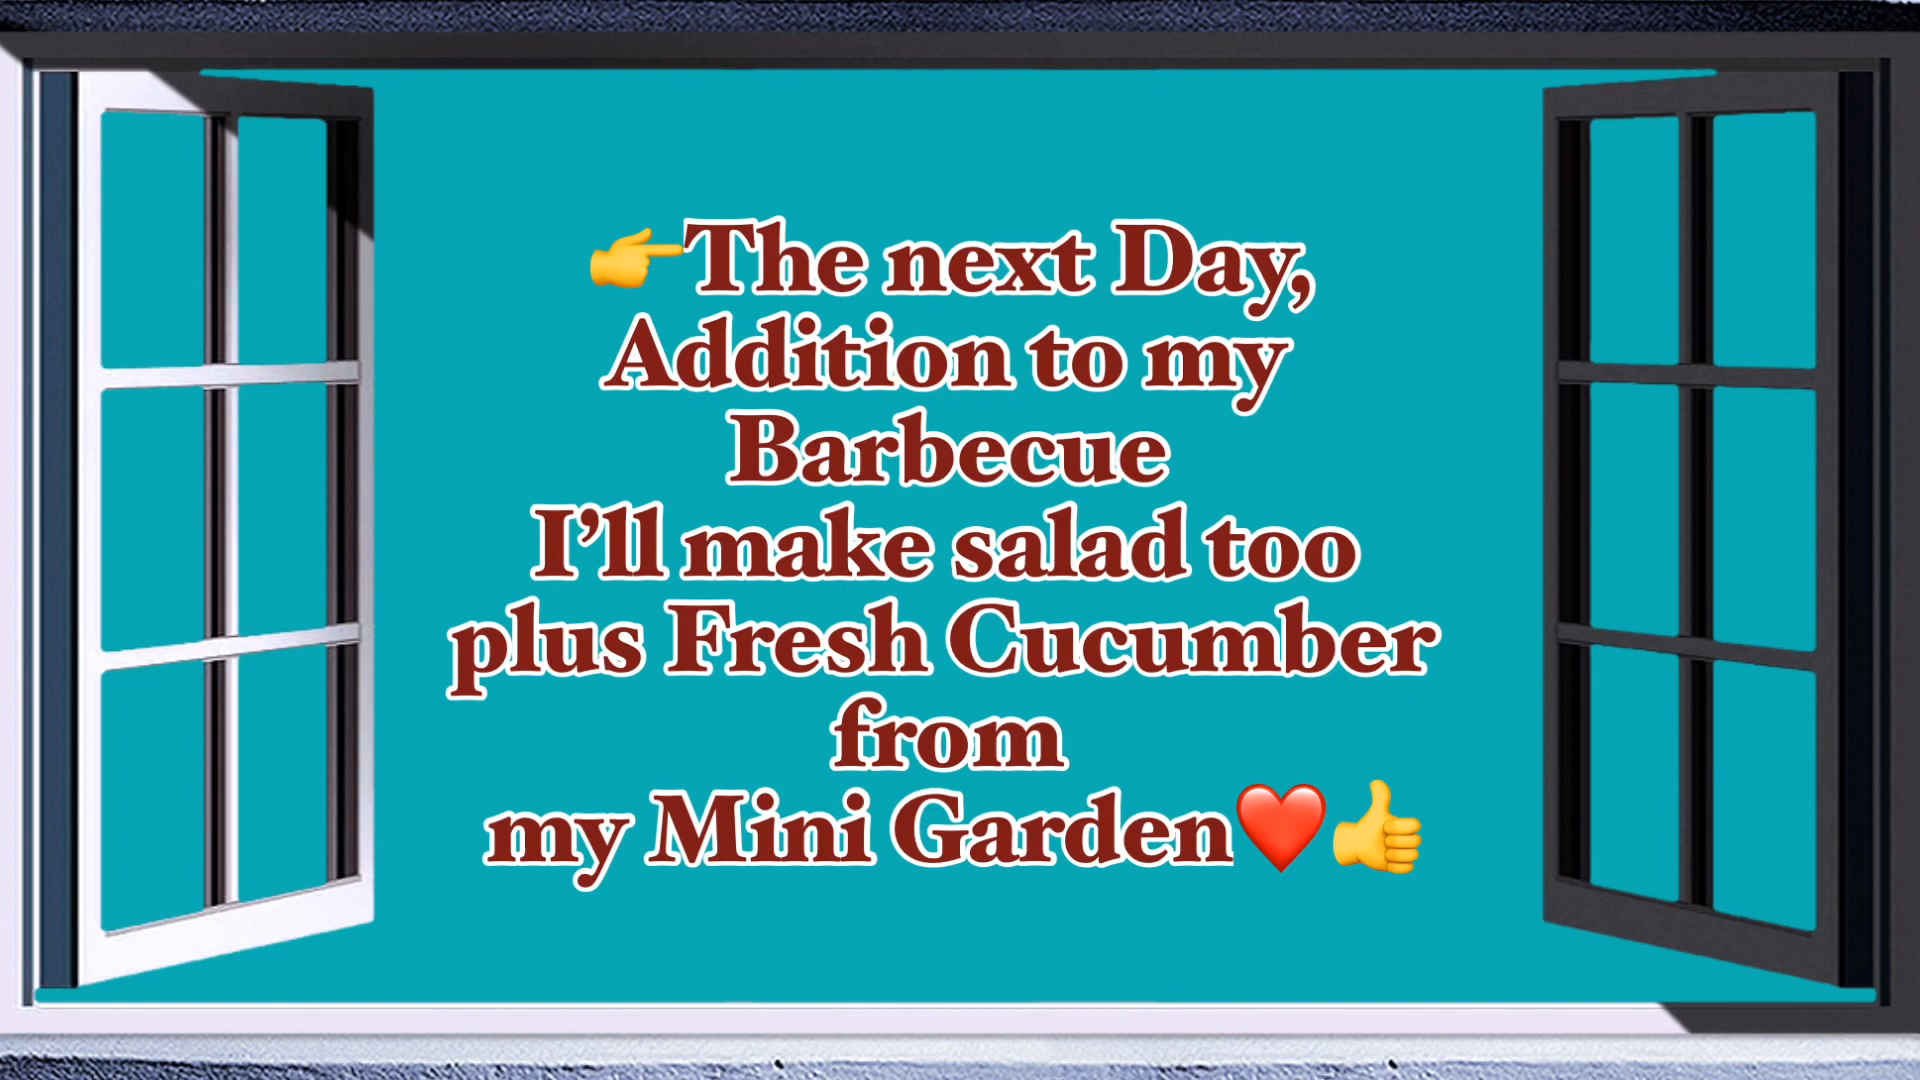 👉The next Day,
Addition to my
Barbecue
I’ll make salad too
plus Fresh Cucumber
from
my Mini Garden❤️👍